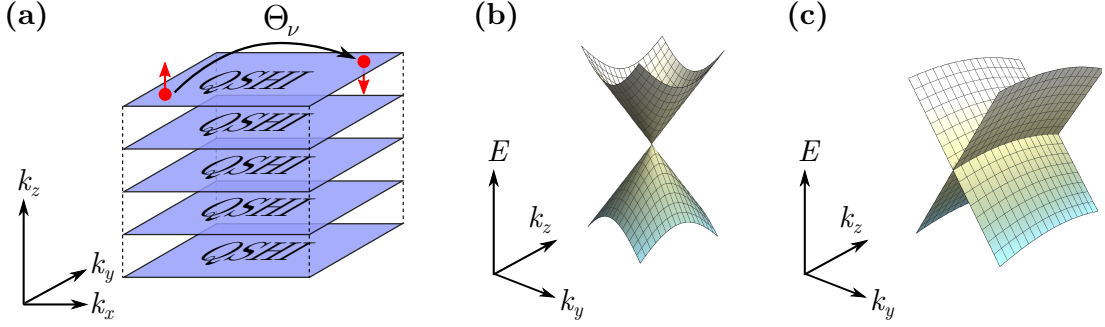 (a)
Θ_ν
QSHI
QSHI
QSHI
QSHI
QSHI
k_z
k_y
k_x
(b)
E
k_z
k_y
(c)
E
k_z
k_y